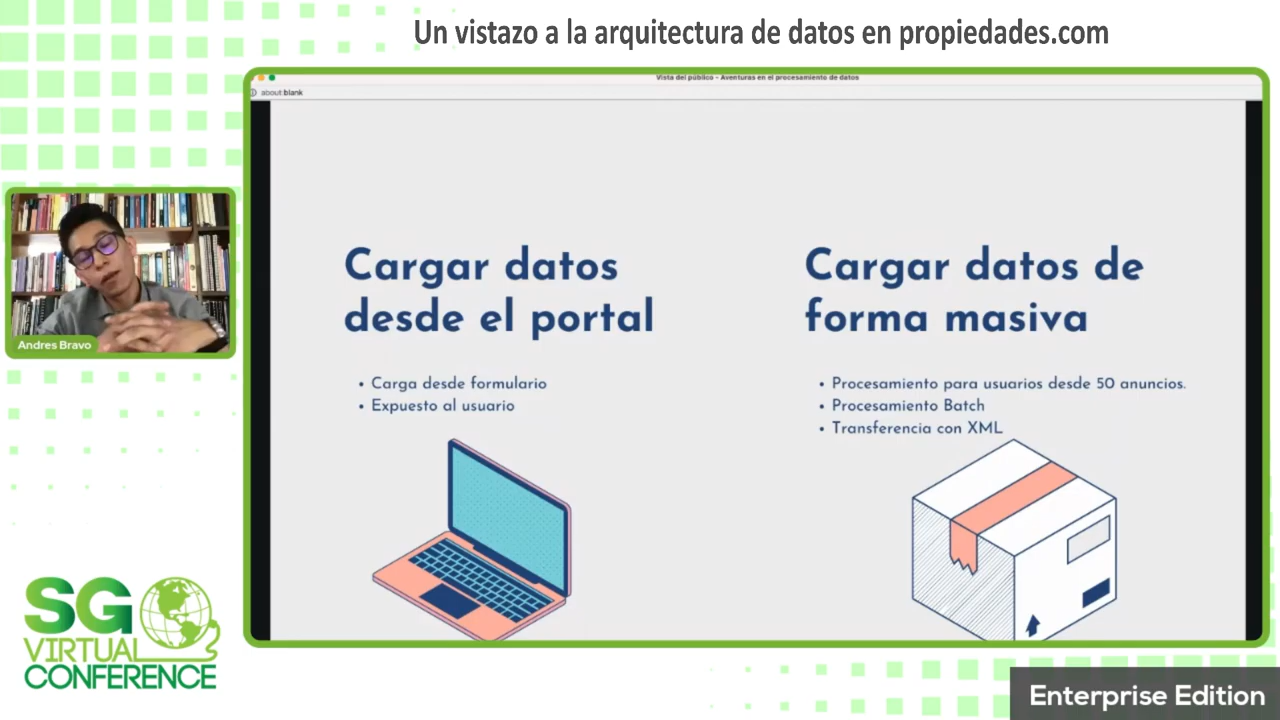 Un vistazo a la arquitectura de datos en propiedades.com
Vista del público - Aventuras en el procesamiento de datos
about:blank
Cargar datos
desde el portal
• Carga desde formulario
• Expuesto al usuario
Cargar datos de
forma masiva
• Procesamiento para usuarios desde 50 anuncios.
• Procesamiento Batch
• Transferencia con XML
Andres Bravo
SG
VIRTUAL
CONFERENCE
Enterprise Edition